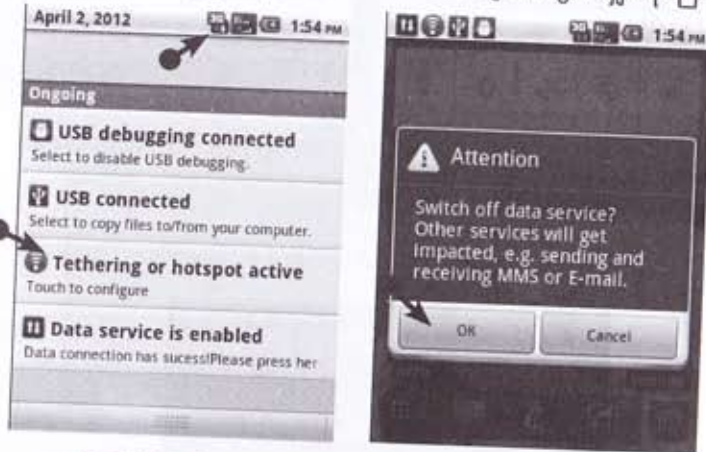 April 2, 2012
1:54 PM
Ongoing
USB debugging connected
Select to disable USB debugging.
USB connected
Select to copy files to/from your computer.
Tethering or hotspot active
Touch to configure
Data service is enabled
Data connection has sucess!Please press her
1:54 PM
Attention
Switch off data service?
Other services will get
impacted, e.g. sending and
receiving MMS or E-mail.
OK
Cancel